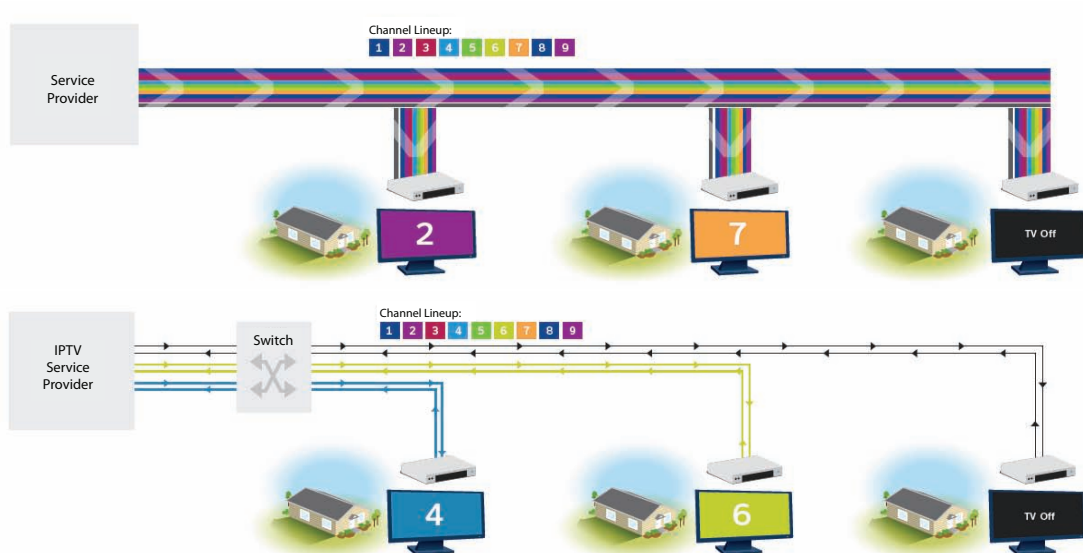 Channel Lineup:
1 2 3 4 5 6 7 8 9
Service
Provider
2
7
TV Off
Channel Lineup:
1 2 3 4 5 6 7 8 9
IPTV
Service
Provider
Switch
4
6
TV Off